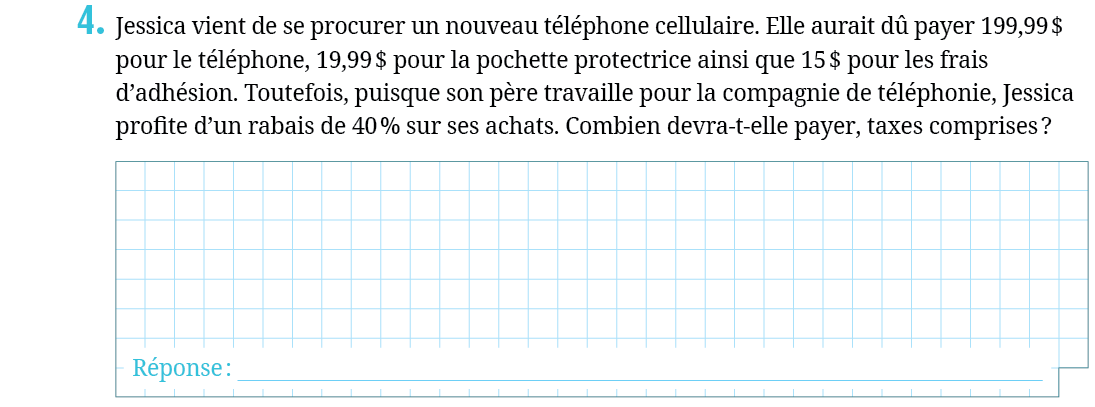 4. Jessica vient de se procurer un nouveau téléphone cellulaire. Elle aurait dû payer 199,99 $
pour le téléphone, 19,99 $ pour la pochette protectrice ainsi que 15 $ pour les frais
d’adhésion. Toutefois, puisque son père travaille pour la compagnie de téléphonie, Jessica
profite d’un rabais de 40 % sur ses achats. Combien devra-t-elle payer, taxes comprises ?
Réponse :